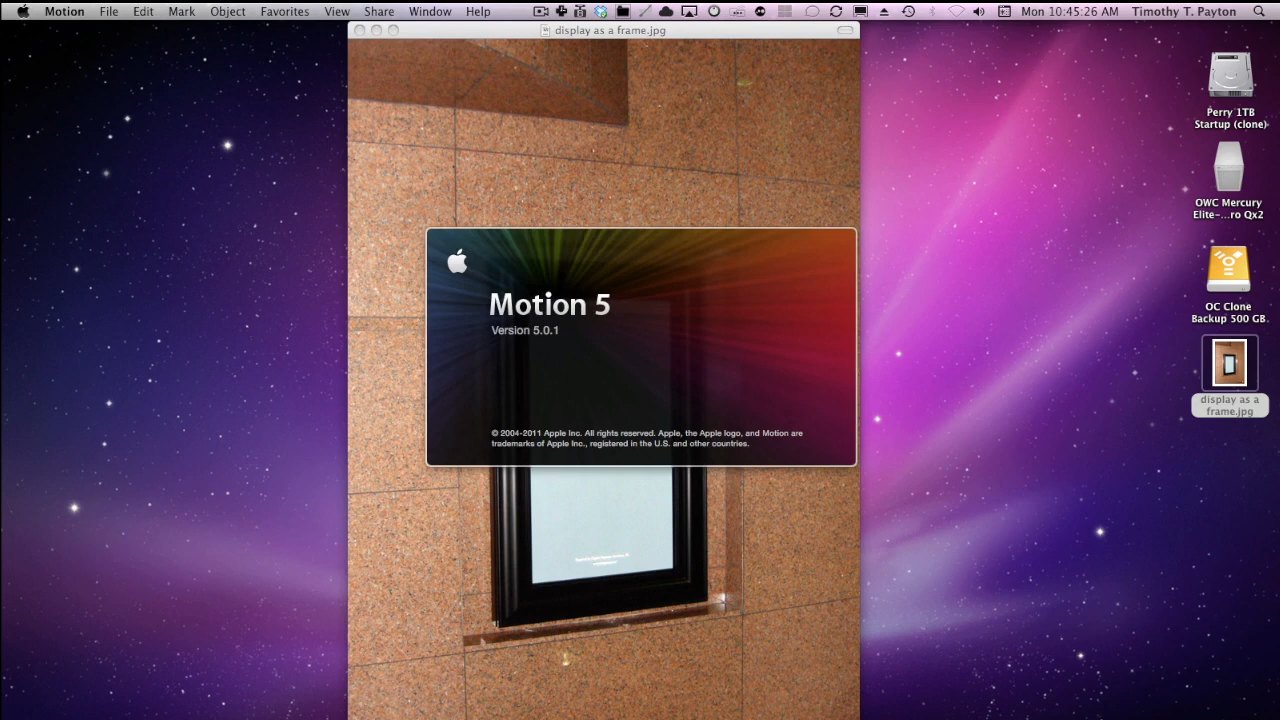 Motion File Edit Mark Object Favorites View Share Window Help Mon 10:45:26 AM Timothy T. Payton
display as a frame.jpg
Perry 1TB
Startup (clone)
OWC Mercury
Elite-...ro Qx2
OC Clone
Backup 500 GB.
display as a
frame.jpg
Motion 5
Version 5.0.1
© 2004-2011 Apple Inc. All rights reserved. Apple, the Apple logo, and Motion are
trademarks of Apple Inc., registered in the U.S. and other countries.